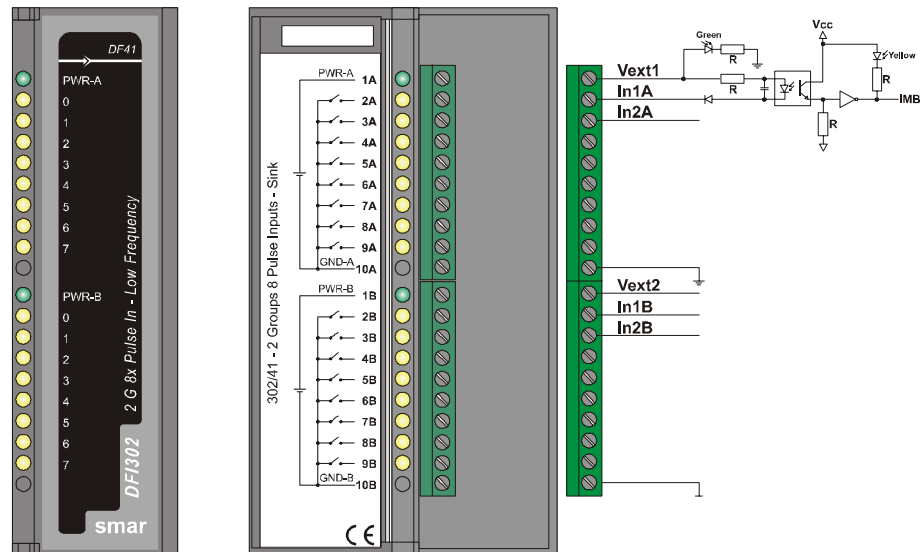 DF41
PWR-A
0
1
2
3
4
5
6
7
PWR-B
0
1
2
3
4
5
6
7
2 G 8x Pulse In - Low Frequency
DFI302
smar
302/41 - 2 Groups 8 Pulse Inputs - Sink
PWR-A 1A
2A
3A
4A
5A
6A
7A
8A
9A
GND-A 10A
PWR-B 1B
2B
3B
4B
5B
6B
7B
8B
9B
GND-B 10B
CE
Vext1
In1A
In2A
Vext2
In1B
In2B
Green
R
R
Vcc
Yellow
R
IMB
R